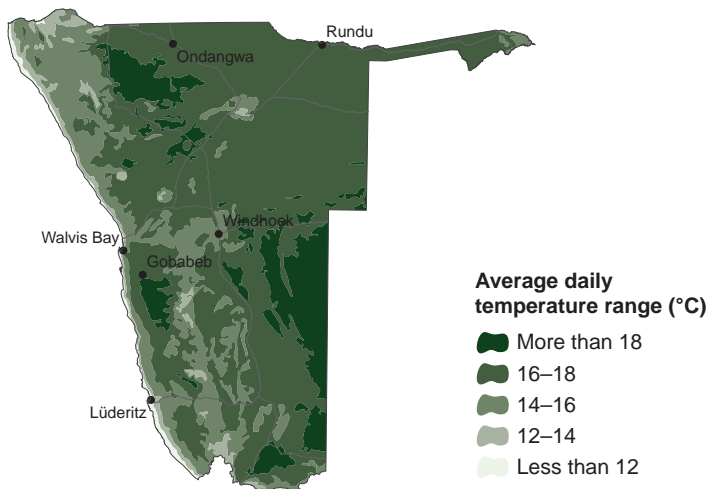 Rundu
Ondangwa
Windhoek
Walvis Bay
Gobabeb
Lüderitz
Average daily
temperature range (°C)
More than 18
16–18
14–16
12–14
Less than 12